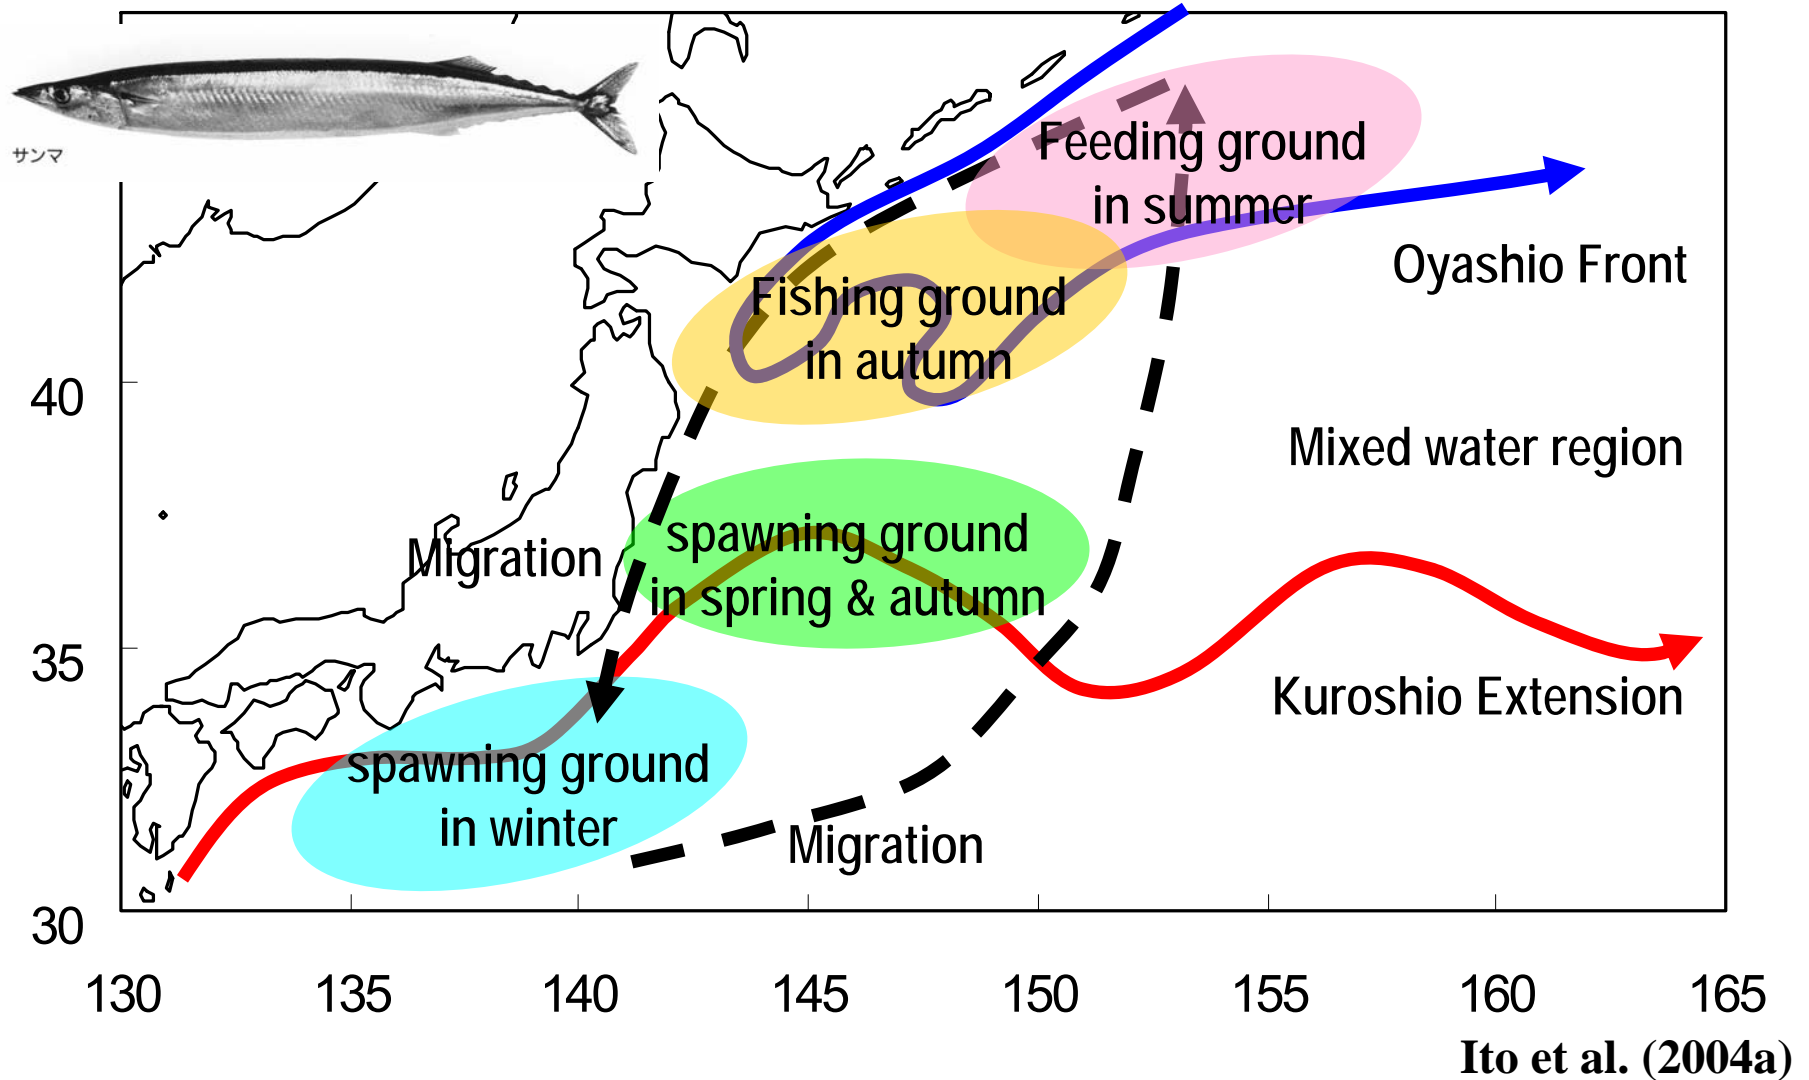 サンマ
Feeding ground
in summer
Oyashio Front
Fishing ground
in autumn
40
Mixed water region
spawning ground
in spring & autumn
Migration
35
Kuroshio Extension
spawning ground
in winter
Migration
30
130 135 140 145 150 155 160 165
Ito et al. (2004a)